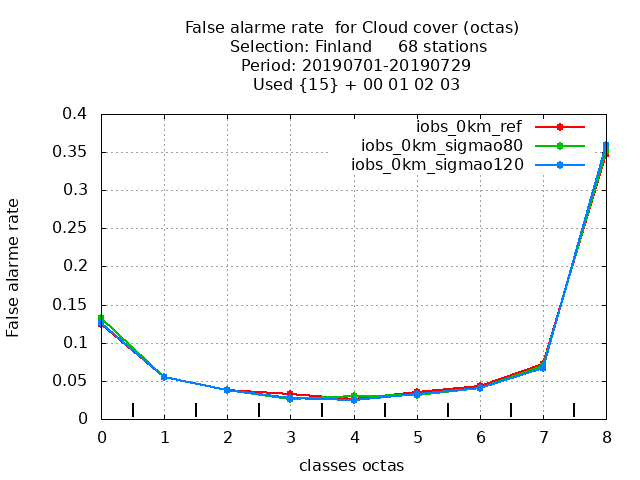 False alarme rate  for Cloud cover (octas)
Selection: Finland     68 stations
Period: 20190701-20190729
Used {15} + 00 01 02 03
iobs_0km_ref
iobs_0km_sigmao80
iobs_0km_sigmao120
False alarme rate
0.4
0.35
0.3
0.25
0.2
0.15
0.1
0.05
0
0 1 2 3 4 5 6 7 8
classes octas